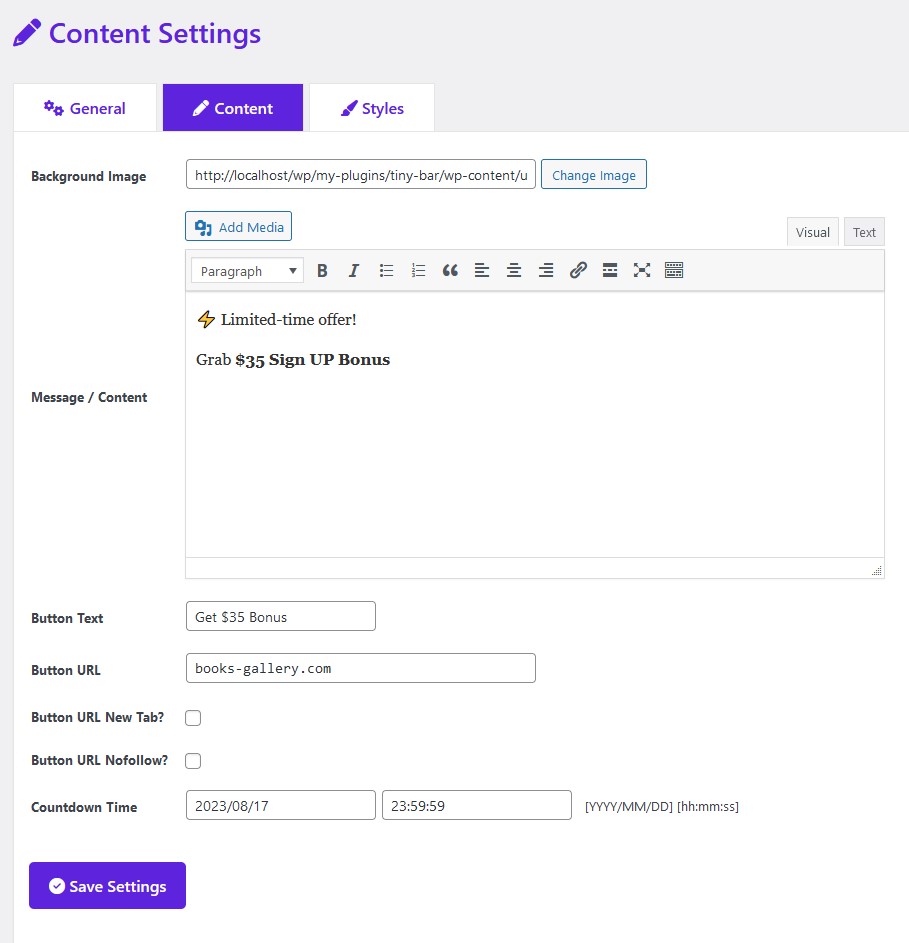 Content Settings
General
Content
Styles
Background Image
http://localhost/wp/my-plugins/tiny-bar/wp-content/u
Change Image
Add Media
Visual
Text
Paragraph
B
I
⚡ Limited-time offer!
Grab $35 Sign UP Bonus
Message / Content
Button Text
Get $35 Bonus
Button URL
books-gallery.com
Button URL New Tab?
Button URL Nofollow?
Countdown Time
2023/08/17
23:59:59
[YYYY/MM/DD] [hh:mm:ss]
Save Settings